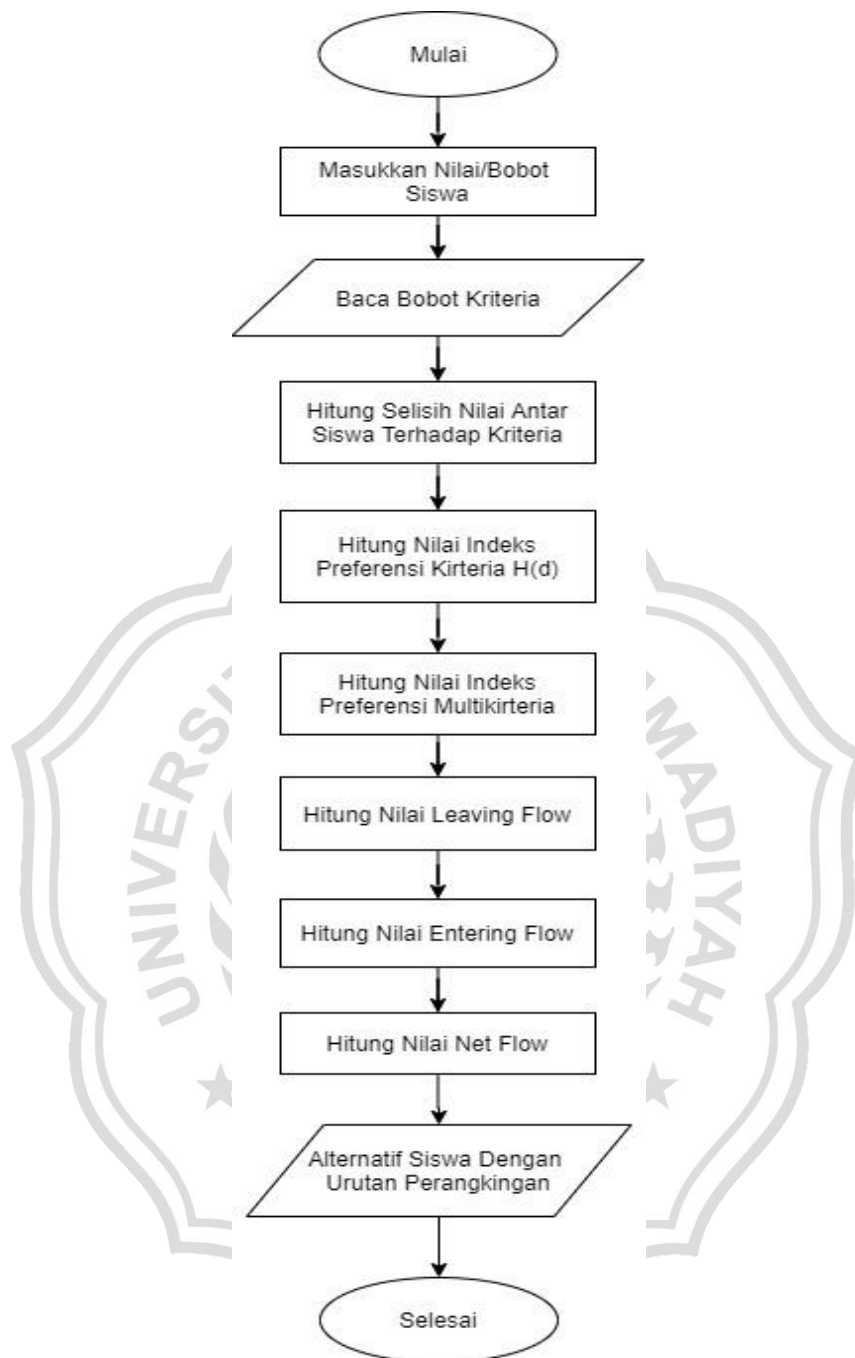 Mulai
Masukkan Nilai/Bobot
Siswa
Baca Bobot Kriteria
Hitung Selisih Nilai Antar
Siswa Terhadap Kriteria
Hitung Nilai Indeks
Preferensi Kirteria H(d)
Hitung Nilai Indeks
Preferensi Multikirteria
Hitung Nilai Leaving Flow
Hitung Nilai Entering Flow
Hitung Nilai Net Flow
Alternatif Siswa Dengan
Urutan Perangkingan
Selesai